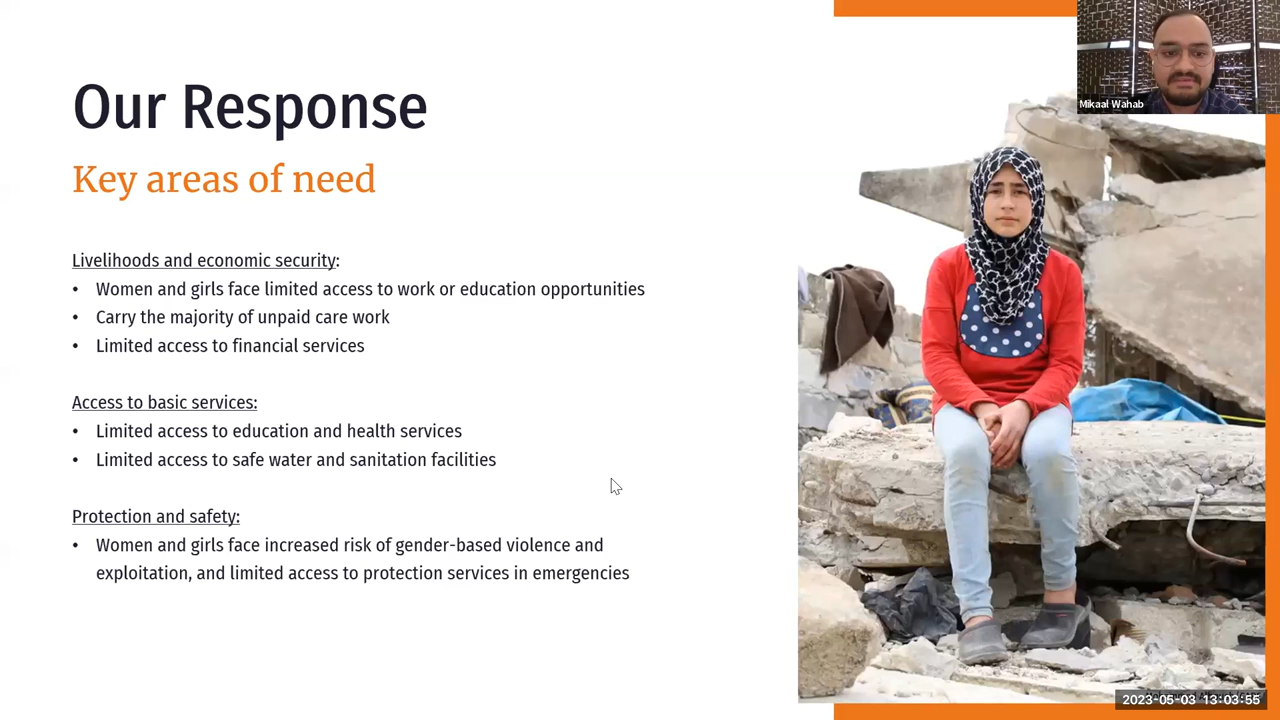 Our Response
Key areas of need
Livelihoods and economic security:
• Women and girls face limited access to work or education opportunities
• Carry the majority of unpaid care work
• Limited access to financial services
Access to basic services:
• Limited access to education and health services
• Limited access to safe water and sanitation facilities
Protection and safety:
• Women and girls face increased risk of gender-based violence and
exploitation, and limited access to protection services in emergencies
Mikaal Wahab
2023-05-03 13:03:55